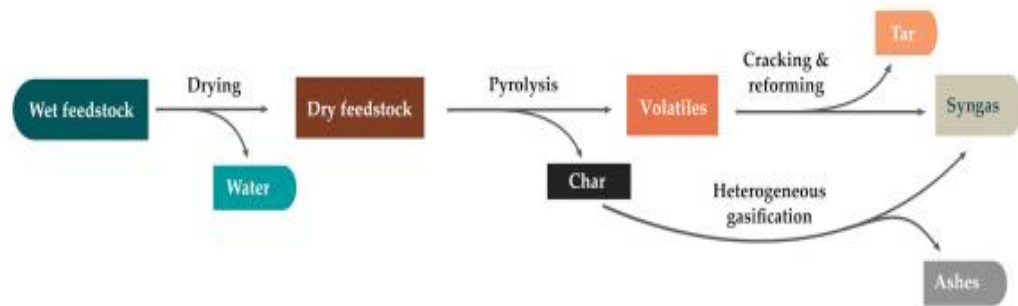 Tar
Cracking &
reforming
Drying
Pyrolysis
Wet feedstock
Dry feedstock
Volatiles
Syngas
Water
Char
Heterogeneous
gasification
Ashes